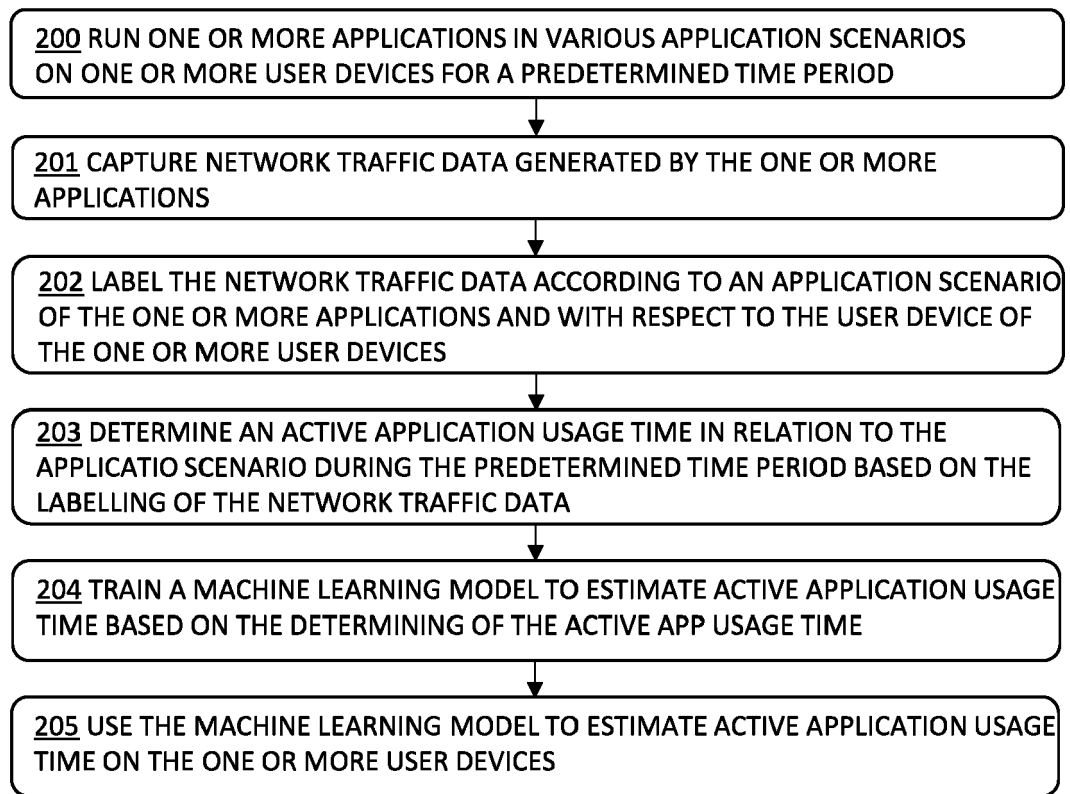 200 RUN ONE OR MORE APPLICATIONS IN VARIOUS APPLICATION SCENARIOS
ON ONE OR MORE USER DEVICES FOR A PREDETERMINED TIME PERIOD
201 CAPTURE NETWORK TRAFFIC DATA GENERATED BY THE ONE OR MORE
APPLICATIONS
202 LABEL THE NETWORK TRAFFIC DATA ACCORDING TO AN APPLICATION SCENARIO
OF THE ONE OR MORE APPLICATIONS AND WITH RESPECT TO THE USER DEVICE OF
THE ONE OR MORE USER DEVICES
203 DETERMINE AN ACTIVE APPLICATION USAGE TIME IN RELATION TO THE
APPLICATIO SCENARIO DURING THE PREDETERMINED TIME PERIOD BASED ON THE
LABELLING OF THE NETWORK TRAFFIC DATA
204 TRAIN A MACHINE LEARNING MODEL TO ESTIMATE ACTIVE APPLICATION USAGE
TIME BASED ON THE DETERMINING OF THE ACTIVE APP USAGE TIME
205 USE THE MACHINE LEARNING MODEL TO ESTIMATE ACTIVE APPLICATION USAGE
TIME ON THE ONE OR MORE USER DEVICES